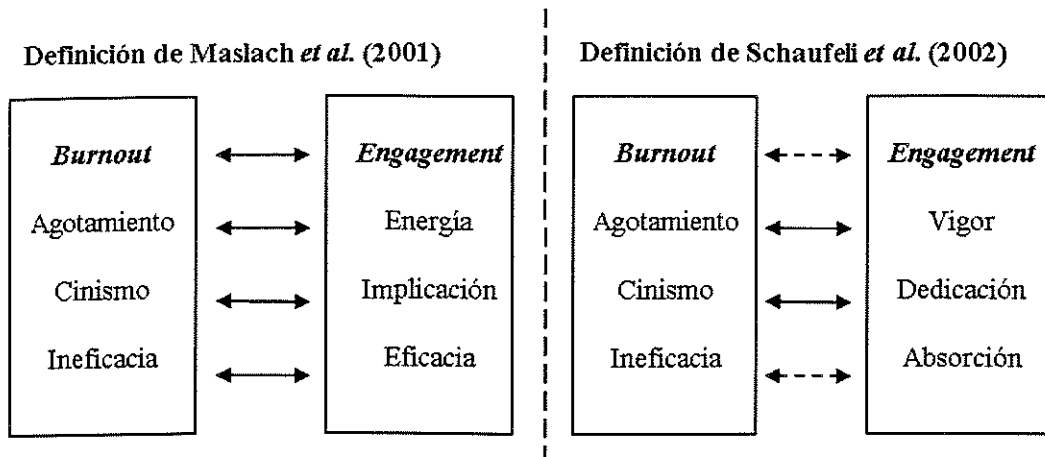 Definición de Maslach et al. (2001)
Burnout
Engagement
Agotamiento
Energía
Cinismo
Implicación
Ineficacia
Eficacia
Definición de Schaufeli et al. (2002)
Burnout
Engagement
Agotamiento
Vigor
Cinismo
Dedicación
Ineficacia
Absorción